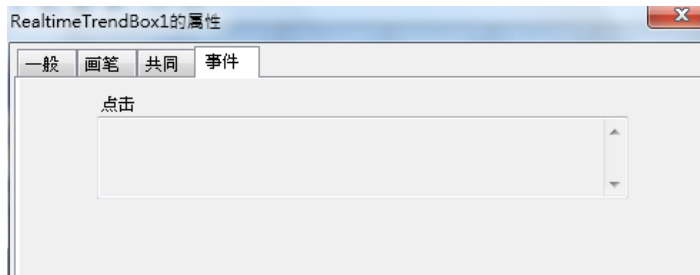 RealtimeTrendBox1的属性
一般 画笔 共同 事件
点击